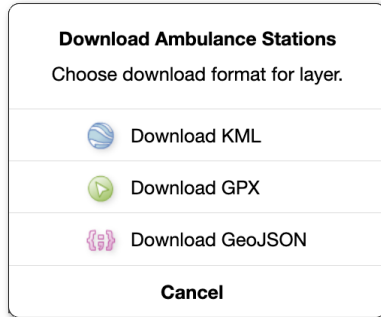 Download Ambulance Stations
Choose download format for layer.
Download KML
Download GPX
Download GeoJSON
Cancel